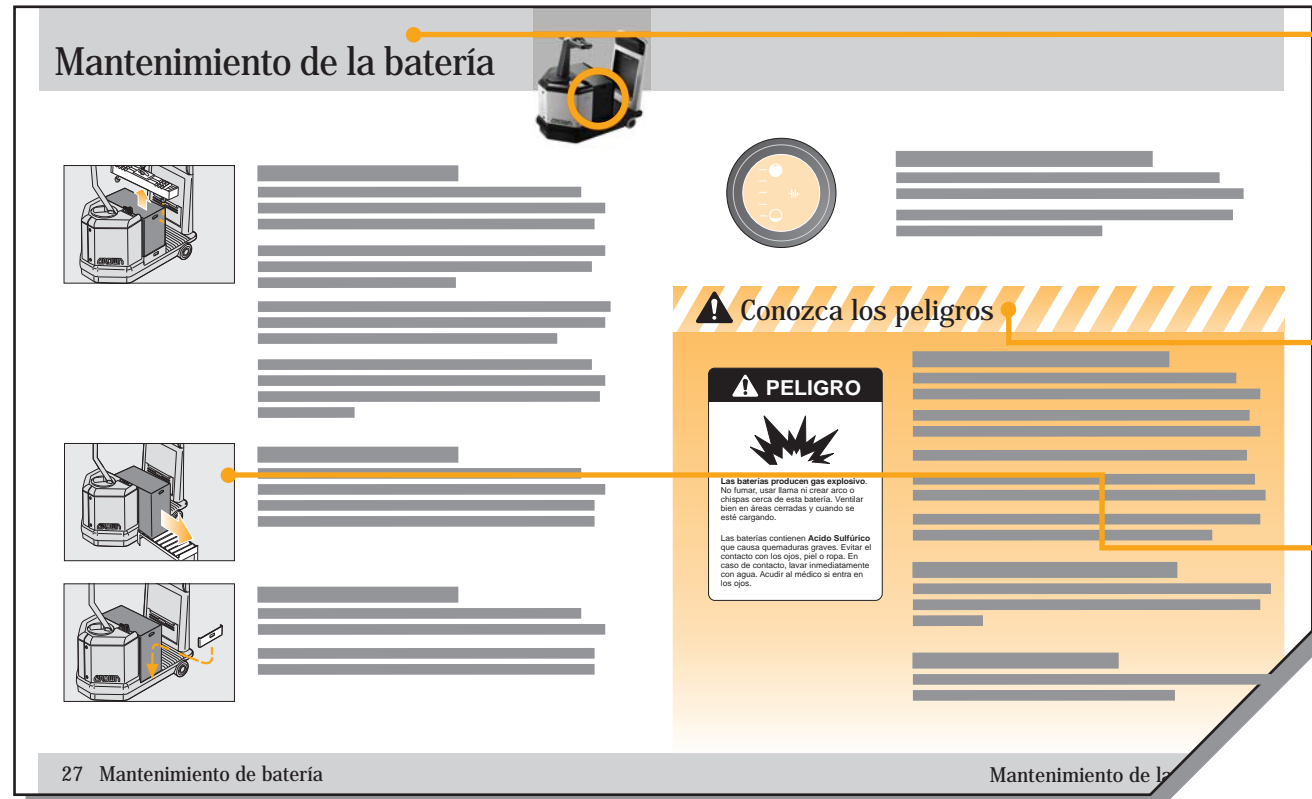 Mantenimiento de la batería
CROWN
CROWN
Conozca los peligros
PELIGRO
Las baterías producen gas explosivo.
No fumar, usar llama ni crear arco o
chispas cerca de esta batería. Ventilar
bien en áreas cerradas y cuando se
esté cargando.
Las baterías contienen Acido Sulfúrico
que causa quemaduras graves. Evitar el
contacto con los ojos, piel o ropa. En
caso de contacto, lavar inmediatamente
con agua. Acudir al médico si entra en
los ojos.
27 Mantenimiento de batería
Mantenimiento de la